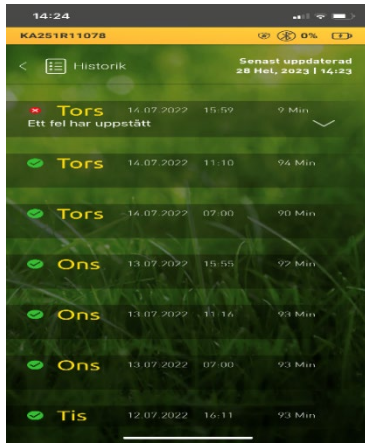 14:24
KA251R11078 0%
Historik Senast uppdaterad
28 Hel, 2023 | 14:23
Tors 14.07.2022 15:59 9 Min
Ett fel har uppstått
Tors 14.07.2022 11:10 94 Min
Tors 14.07.2022 07:00 90 Min
Ons 13.07.2022 15:55 92 Min
Ons 13.07.2022 11:16 93 Min
Ons 13.07.2022 07:00 93 Min
Tis 12.07.2022 16:11 93 Min